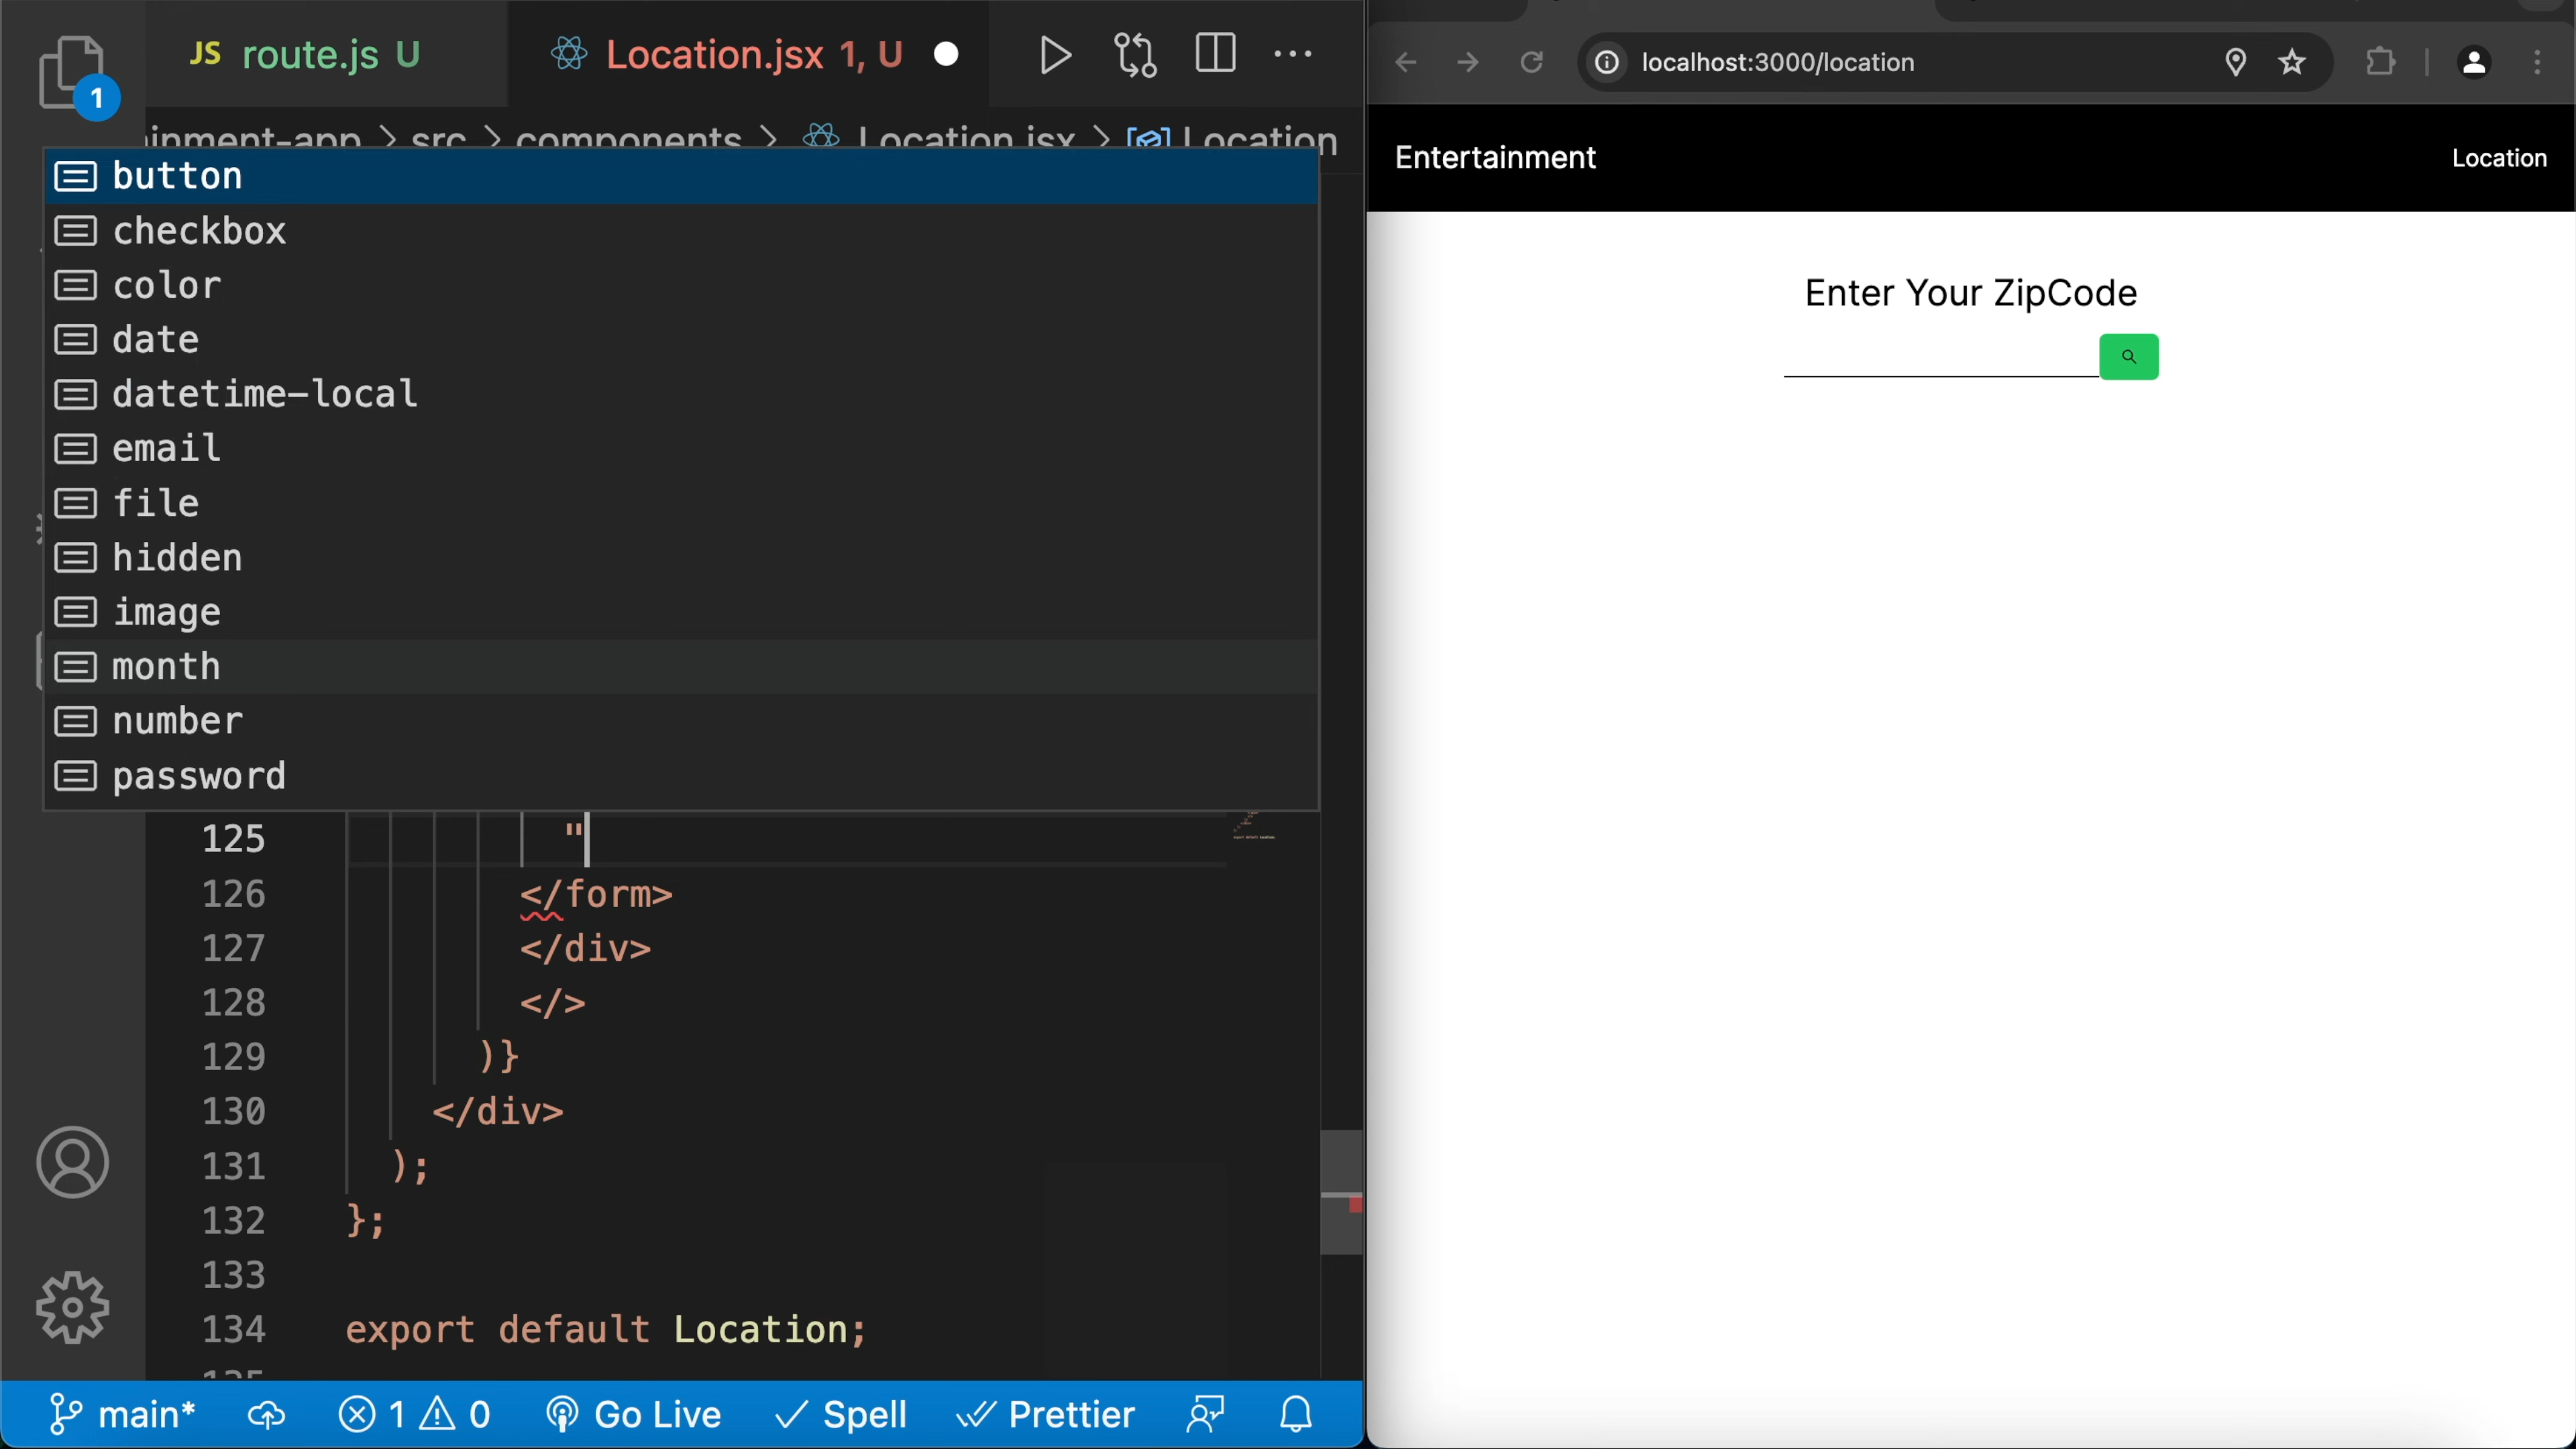 JS route.js U
Location.jsx 1, U
inment-app > src > components > Location.jsx > Location
1
button
checkbox
color
date
datetime-local
email
file
hidden
image
month
number
password
125 "
126 </form>
127 </div>
128 </>
129 )}
130 </div>
131 );
132 };
133
134 export default Location;
main*
1
0
Go Live
Spell
Prettier
localhost:3000/location
Entertainment
Location
Enter Your ZipCode